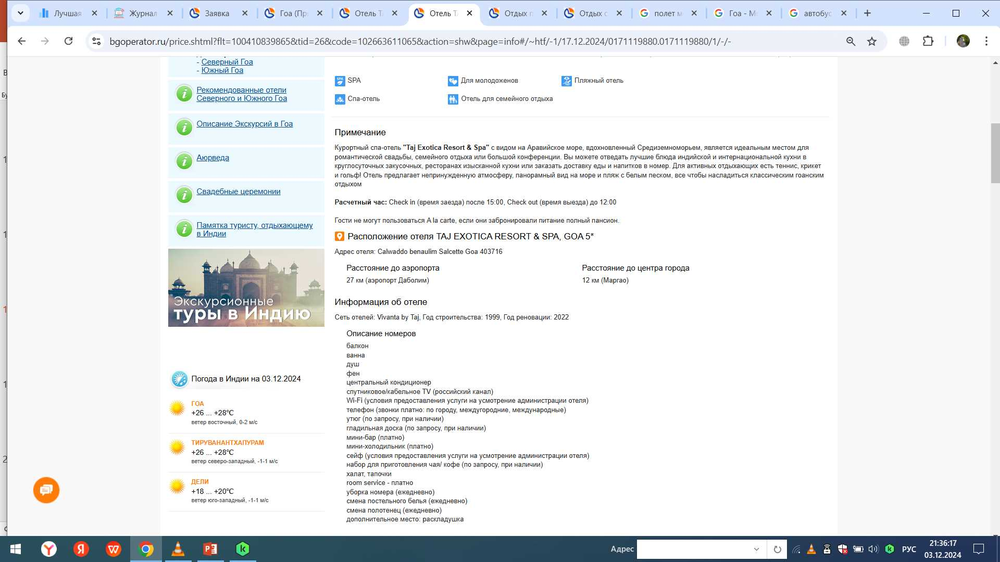 Лучшая
Журнал
Заявка
Гоа (Пр
Отель Т
Отель Т
Отдых п
Отдых с
полет м
Гоа - М
автобус
bgoperator.ru/price.shtml?flt=100410839865&tid=26&code=102663611065&action=shw&page=info#/~htf/-1/17.12.2024/0171119880.0171119880/1/-/-
- Северный Гоа
- Южный Гоа
Рекомендованные отели
Северного и Южного Гоа
Описание Экскурсий в Гоа
Аюрведа
Свадебные церемонии
Памятка туристу, отдыхающему
в Индии
Экскурсионные
туры в Индию
Погода в Индии на 03.12.2024
ГОА
+26 ... +28°C
ветер восточный, 0-2 м/с
ТИРУВАНАНТХАПУРАМ
+26 ... +28°C
ветер северо-западный, -1-1 м/с
ДЕЛИ
+18 ... +20°C
ветер юго-западный, -1-1 м/с
SPA
Для молодоженов
Пляжный отель
Спа-отель
Отель для семейного отдыха
Примечание
Курортный спа-отель "Taj Exotica Resort & Spa" с видом на Аравийское море, вдохновленный Средиземноморьем, является идеальным местом для
романтической свадьбы, семейного отдыха или большой конференции. Вы можете отведать лучшие блюда индийской и интернациональной кухни в
круглосуточных закусочных, ресторанах изысканной кухни или заказать доставку еды и напитков в номер. Для активных отдыхающих есть теннис, крикет
и гольф! Отель предлагает непринужденную атмосферу, панорамный вид на море и пляж с белым песком, все чтобы насладиться классическим гоанским
отдыхом
Расчетный час: Check in (время заезда) после 15:00, Check out (время выезда) до 12:00
Гости не могут пользоваться A la carte, если они забронировали питание полный пансион.
Расположение отеля TAJ EXOTICA RESORT & SPA, GOA 5*
Адрес отеля: Calwaddo benaulim Salcette Goa 403716
Расстояние до аэропорта
27 км (аэропорт Даболим)
Расстояние до центра города
12 км (Маргао)
Информация об отеле
Сеть отелей: Vivanta by Taj, Год строительства: 1999, Год реновации: 2022
Описание номеров
балкон
ванна
душ
фен
центральный кондиционер
спутниковое/кабельное TV (российский канал)
Wi-Fi (условия предоставления услуги на усмотрение администрации отеля)
телефон (звонки платно: по городу, междугородние, международные)
утюг (по запросу, при наличии)
гладильная доска (по запросу, при наличии)
мини-бар (платно)
мини-холодильник (платно)
сейф (условия предоставления услуги на усмотрение администрации отеля)
набор для приготовления чая/ кофе (по запросу, при наличии)
халат, тапочки
room service - платно
уборка номера (ежедневно)
смена постельного белья (ежедневно)
смена полотенец (ежедневно)
дополнительное место: раскладушка
Адрес
РУС
21:36:17
03.12.2024